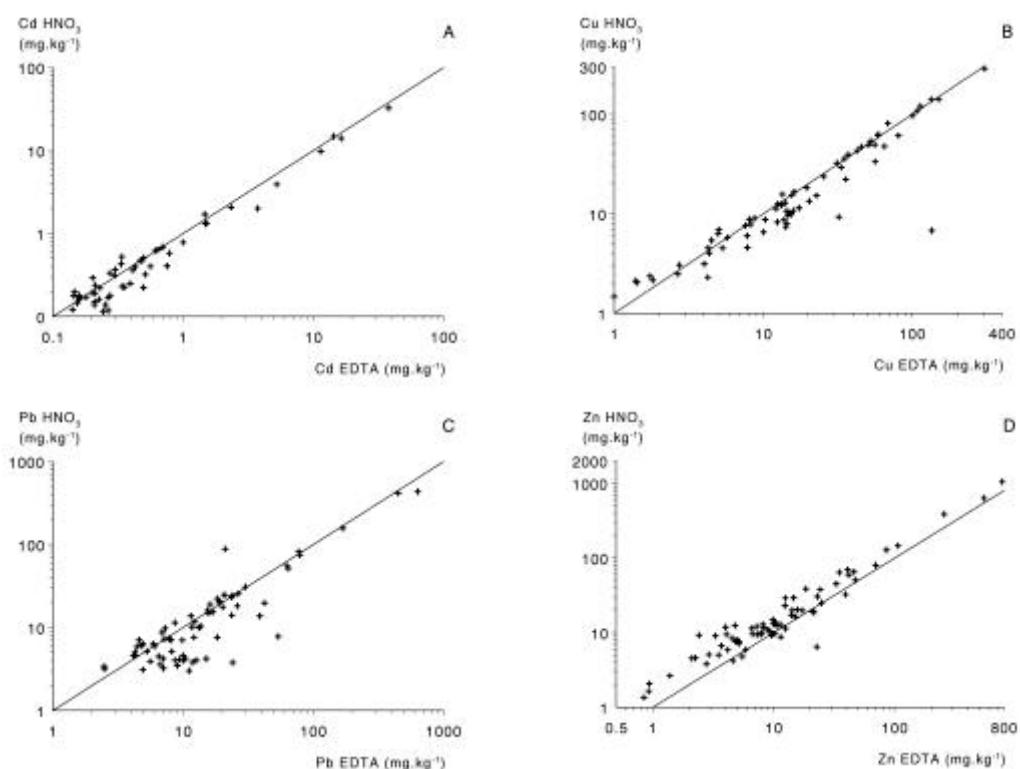 Cd HNO₃
(mg.kg⁻¹)
A
100
10
1
0
0.1
1
10
100
Cd EDTA (mg.kg⁻¹)
Cu HNO₃
(mg.kg⁻¹)
B
300
100
10
1
1
10
100
400
Cu EDTA (mg.kg⁻¹)
Pb HNO₃
(mg.kg⁻¹)
C
1000
100
10
1
1
10
100
1000
Pb EDTA (mg.kg⁻¹)
Zn HNO₃
(mg.kg⁻¹)
D
2000
1000
100
10
1
0.5
1
10
100
800
Zn EDTA (mg.kg⁻¹)